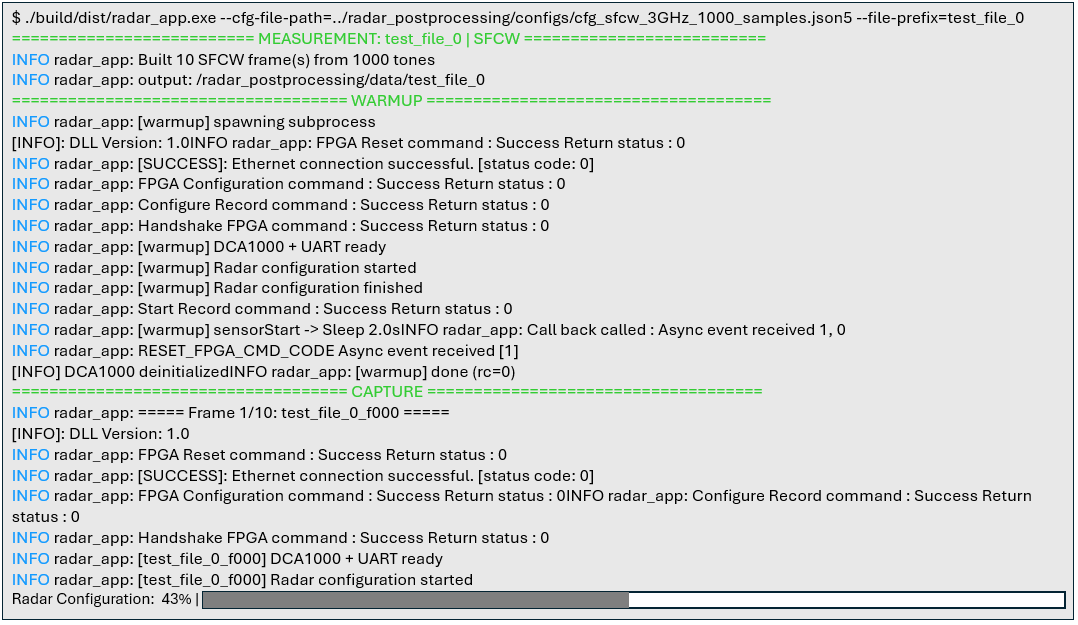 $ ./build/dist/radar_app.exe --cfg-file-path=../radar_postprocessing/configs/cfg_sfcw_3GHz_1000_samples.json5 --file-prefix=test_file_0
========================== MEASUREMENT: test_file_0 | SFCW ==========================
INFO radar_app: Built 10 SFCW frame(s) from 1000 tones
INFO radar_app: output: /radar_postprocessing/data/test_file_0
==================================== WARMUP =====================================
INFO radar_app: [warmup] spawning subprocess
[INFO]: DLL Version: 1.0INFO radar_app: FPGA Reset command : Success Return status : 0
INFO radar_app: [SUCCESS]: Ethernet connection successful. [status code: 0]
INFO radar_app: FPGA Configuration command : Success Return status : 0
INFO radar_app: Configure Record command : Success Return status : 0
INFO radar_app: Handshake FPGA command : Success Return status : 0
INFO radar_app: [warmup] DCA1000 + UART ready
INFO radar_app: [warmup] Radar configuration started
INFO radar_app: [warmup] Radar configuration finished
INFO radar_app: Start Record command : Success Return status : 0
INFO radar_app: [warmup] sensorStart -> Sleep 2.0sINFO radar_app: Call back called : Async event received 1, 0
INFO radar_app: RESET_FPGA_CMD_CODE Async event received [1]
[INFO] DCA1000 deinitializedINFO radar_app: [warmup] done (rc=0)
==================================== CAPTURE ====================================
INFO radar_app: ===== Frame 1/10: test_file_0_f000 =====
[INFO]: DLL Version: 1.0
INFO radar_app: FPGA Reset command : Success Return status : 0
INFO radar_app: [SUCCESS]: Ethernet connection successful. [status code: 0]
INFO radar_app: FPGA Configuration command : Success Return status : 0INFO radar_app: Configure Record command : Success Return
status : 0
INFO radar_app: Handshake FPGA command : Success Return status : 0
INFO radar_app: [test_file_0_f000] DCA1000 + UART ready
INFO radar_app: [test_file_0_f000] Radar configuration started
Radar Configuration: 43% |